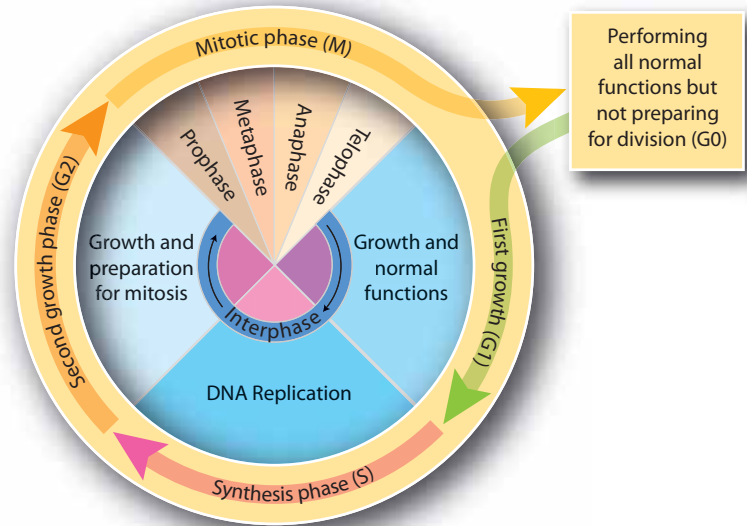 Mitotic phase (M)
Performing
all normal
functions but
not preparing
for division (G0)
Prophase
Metaphase
Anaphase
Telophase
Second growth phase (G2)
Growth and
preparation
for mitosis
Growth and
normal
functions
First growth (G1)
Interphase
DNA Replication
Synthesis phase (S)